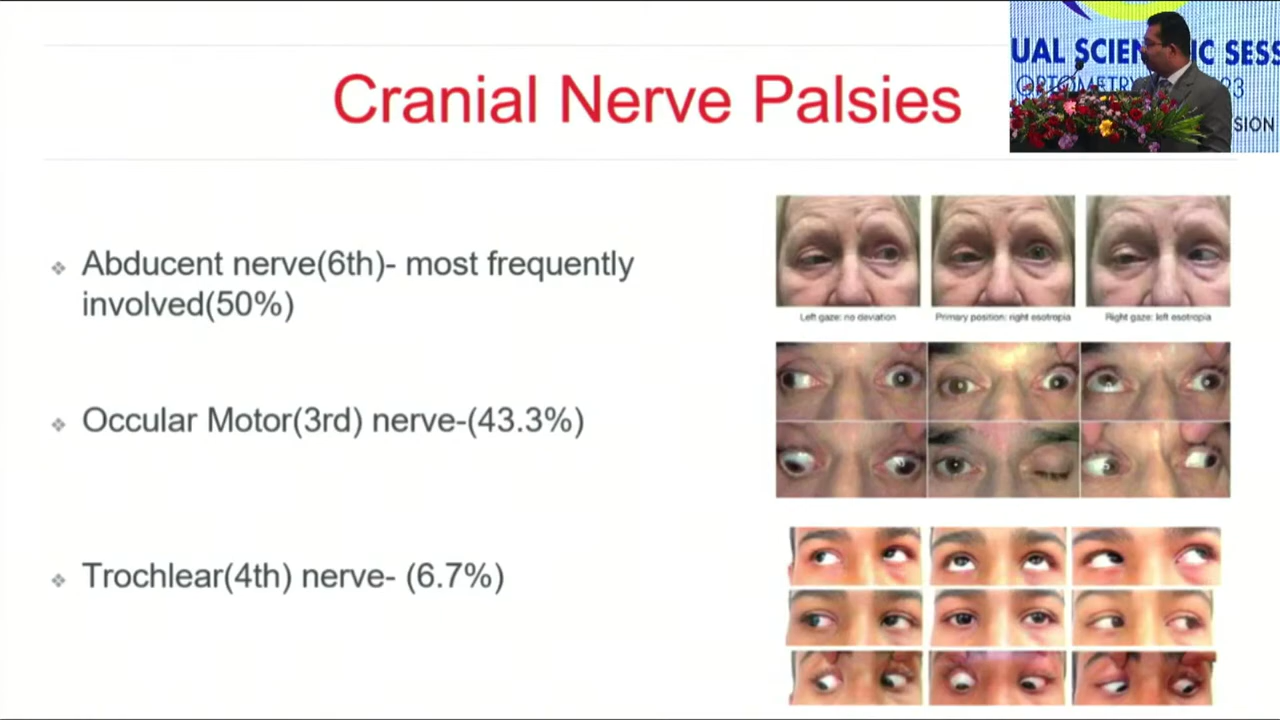 Cranial Nerve Palsies
UAL SCIEN IC SESS
OPTOMETR 23
SION
Abducent nerve(6th)- most frequently
involved(50%)
Left gaze: no deviation
Primary position: right esotropia
Right gaze: left esotropia
Occular Motor(3rd) nerve-(43.3%)
Trochlear(4th) nerve- (6.7%)